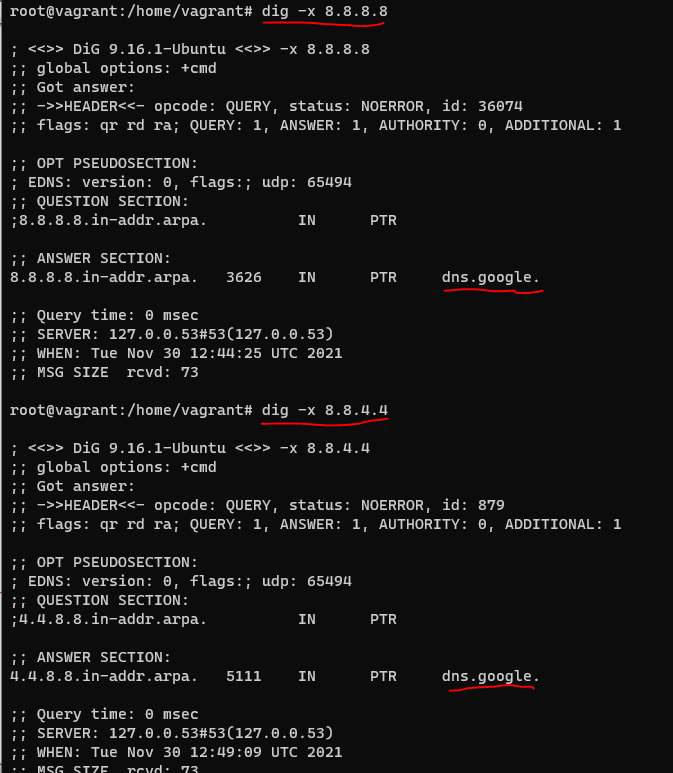 root@vagrant:/home/vagrant# dig -x 8.8.8.8
; <<>> DiG 9.16.1-Ubuntu <<>> -x 8.8.8.8
;; global options: +cmd
;; Got answer:
;; ->>HEADER<<- opcode: QUERY, status: NOERROR, id: 36074
;; flags: qr rd ra; QUERY: 1, ANSWER: 1, AUTHORITY: 0, ADDITIONAL: 1
;; OPT PSEUDOSECTION:
; EDNS: version: 0, flags:; udp: 65494
;; QUESTION SECTION:
;8.8.8.8.in-addr.arpa. IN PTR
;; ANSWER SECTION:
8.8.8.8.in-addr.arpa. 3626 IN PTR dns.google.
;; Query time: 0 msec
;; SERVER: 127.0.0.53#53(127.0.0.53)
;; WHEN: Tue Nov 30 12:44:25 UTC 2021
;; MSG SIZE rcvd: 73
root@vagrant:/home/vagrant# dig -x 8.8.4.4
; <<>> DiG 9.16.1-Ubuntu <<>> -x 8.8.4.4
;; global options: +cmd
;; Got answer:
;; ->>HEADER<<- opcode: QUERY, status: NOERROR, id: 879
;; flags: qr rd ra; QUERY: 1, ANSWER: 1, AUTHORITY: 0, ADDITIONAL: 1
;; OPT PSEUDOSECTION:
; EDNS: version: 0, flags:; udp: 65494
;; QUESTION SECTION:
;4.4.8.8.in-addr.arpa. IN PTR
;; ANSWER SECTION:
4.4.8.8.in-addr.arpa. 5111 IN PTR dns.google.
;; Query time: 0 msec
;; SERVER: 127.0.0.53#53(127.0.0.53)
;; WHEN: Tue Nov 30 12:49:09 UTC 2021
;; MSG SIZE rcvd: 73